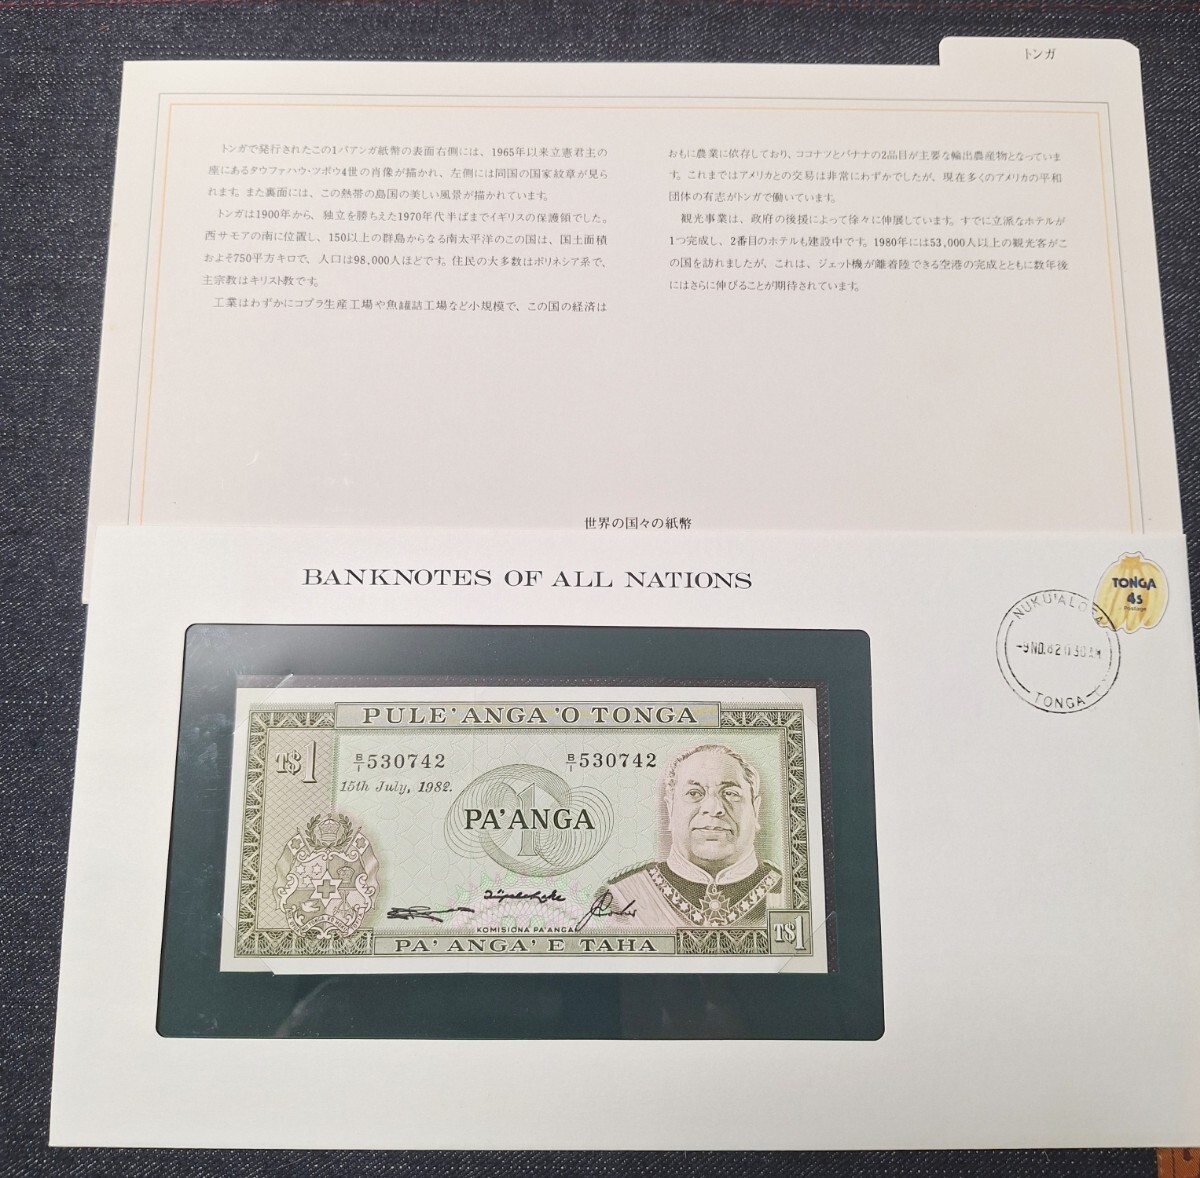 トンガ
トンガで発行されたこの1パアンガ紙幣の表面右側には、1965年以来立憲君主の
座にあるタウファハウ・ツボウ4世の肖像が描かれ、左側には同国の国家紋章が見ら
れます。また裏面には、この熱帯の島国の美しい風景が描かれています。
トンガは1900年から、独立を勝ちえた1970年代半ばまでイギリスの保護領でした。
西サモアの南に位置し、150以上の群島からなる南太平洋のこの国は、国土面積
およそ750平方キロで、人口は98,000人ほどです。住民の大多数はポリネシア系で、
主宗教はキリスト教です。
工業はわずかにコプラ生産工場や魚罐詰工場など小規模で、この国の経済は
おもに農業に依存しており、ココナツとバナナの2品目が主要な輸出農産物となっていま
す。これまではアメリカとの交易は非常にわずかでしたが、現在多くのアメリカの平和
団体の有志がトンガで働いています。
観光事業は、政府の後援によって徐々に伸展しています。すでに立派なホテルが
1つ完成し、2番目のホテルも建設中です。1980年には53,000人以上の観光客がこ
の国を訪れましたが、これは、ジェット機が離着陸できる空港の完成とともに数年後
にはさらに伸びることが期待されています。
世界の国々の紙幣
BANKNOTES OF ALL NATIONS
TONGA
4s
Postage
NUKU'ALOFA
-9NO.82 1130AM
TONGA
PULE'ANGA 'O TONGA
T$1
B/1 530742
B/1 530742
15th July, 1982.
1
PA'ANGA
KOMISIONA PA'ANGA
PA'ANGA 'E TAHA
T$1